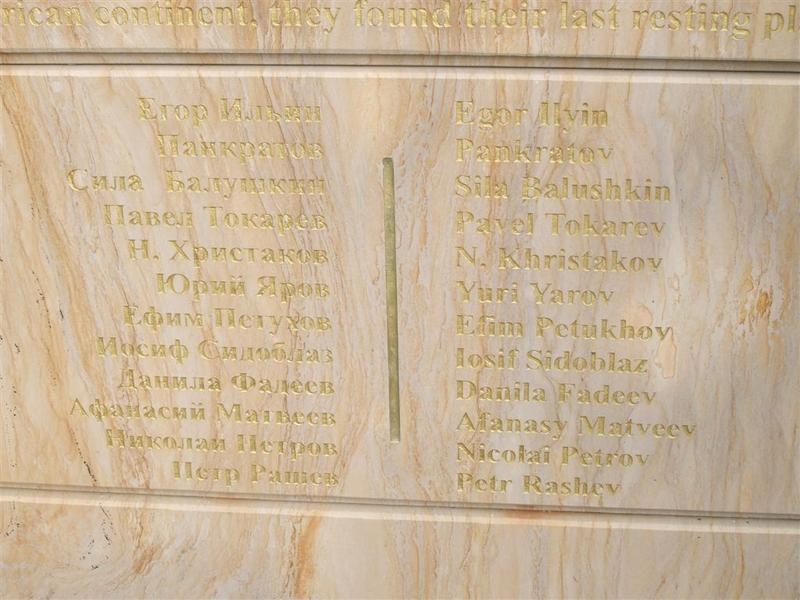 rican continent, they found their last resting pl
Егор Ильин
Панкратов
Сила Балушкин
Павел Токарев
Н. Христаков
Юрий Яров
Ефим Петухов
Иосиф Сидоблаз
Данила Фадеев
Афанасий Матвеев
Николаи Петров
Петр Рашев
Egor Ilyin
Pankratov
Sila Balushkin
Pavel Tokarev
N. Khristakov
Yuri Yarov
Efim Petukhov
Iosif Sidoblaz
Danila Fadeev
Afanasy Matveev
Nicolai Petrov
Petr Rashev